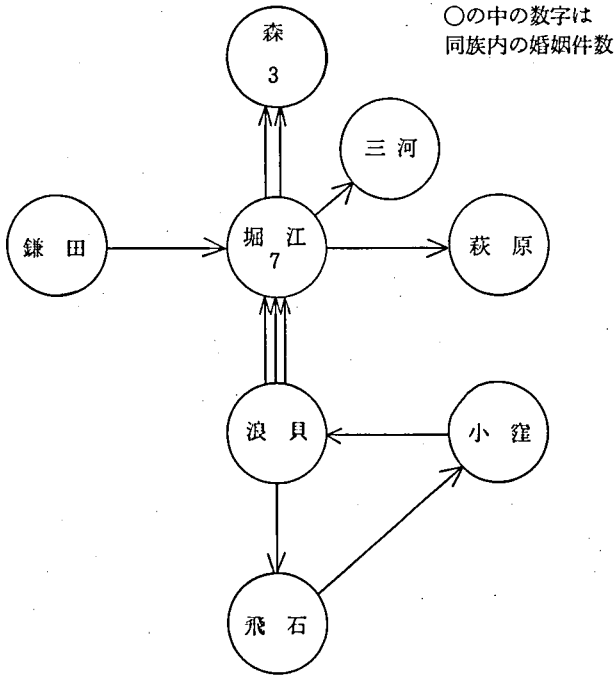 ○の中の数字は
同族内の婚姻件数
森
3
三河
鎌田
堀江
7
萩原
浪貝
小窪
飛石